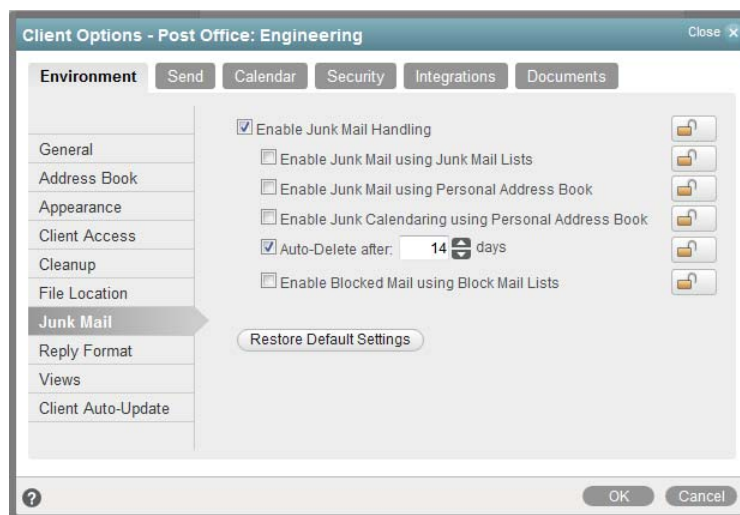 Client Options - Post Office: Engineering Close
Environment Send Calendar Security Integrations Documents
General
Address Book
Appearance
Client Access
Cleanup
File Location
Junk Mail
Reply Format
Views
Client Auto-Update
Enable Junk Mail Handling
Enable Junk Mail using Junk Mail Lists
Enable Junk Mail using Personal Address Book
Enable Junk Calendaring using Personal Address Book
Auto-Delete after: 14 days
Enable Blocked Mail using Block Mail Lists
Restore Default Settings
? OK Cancel